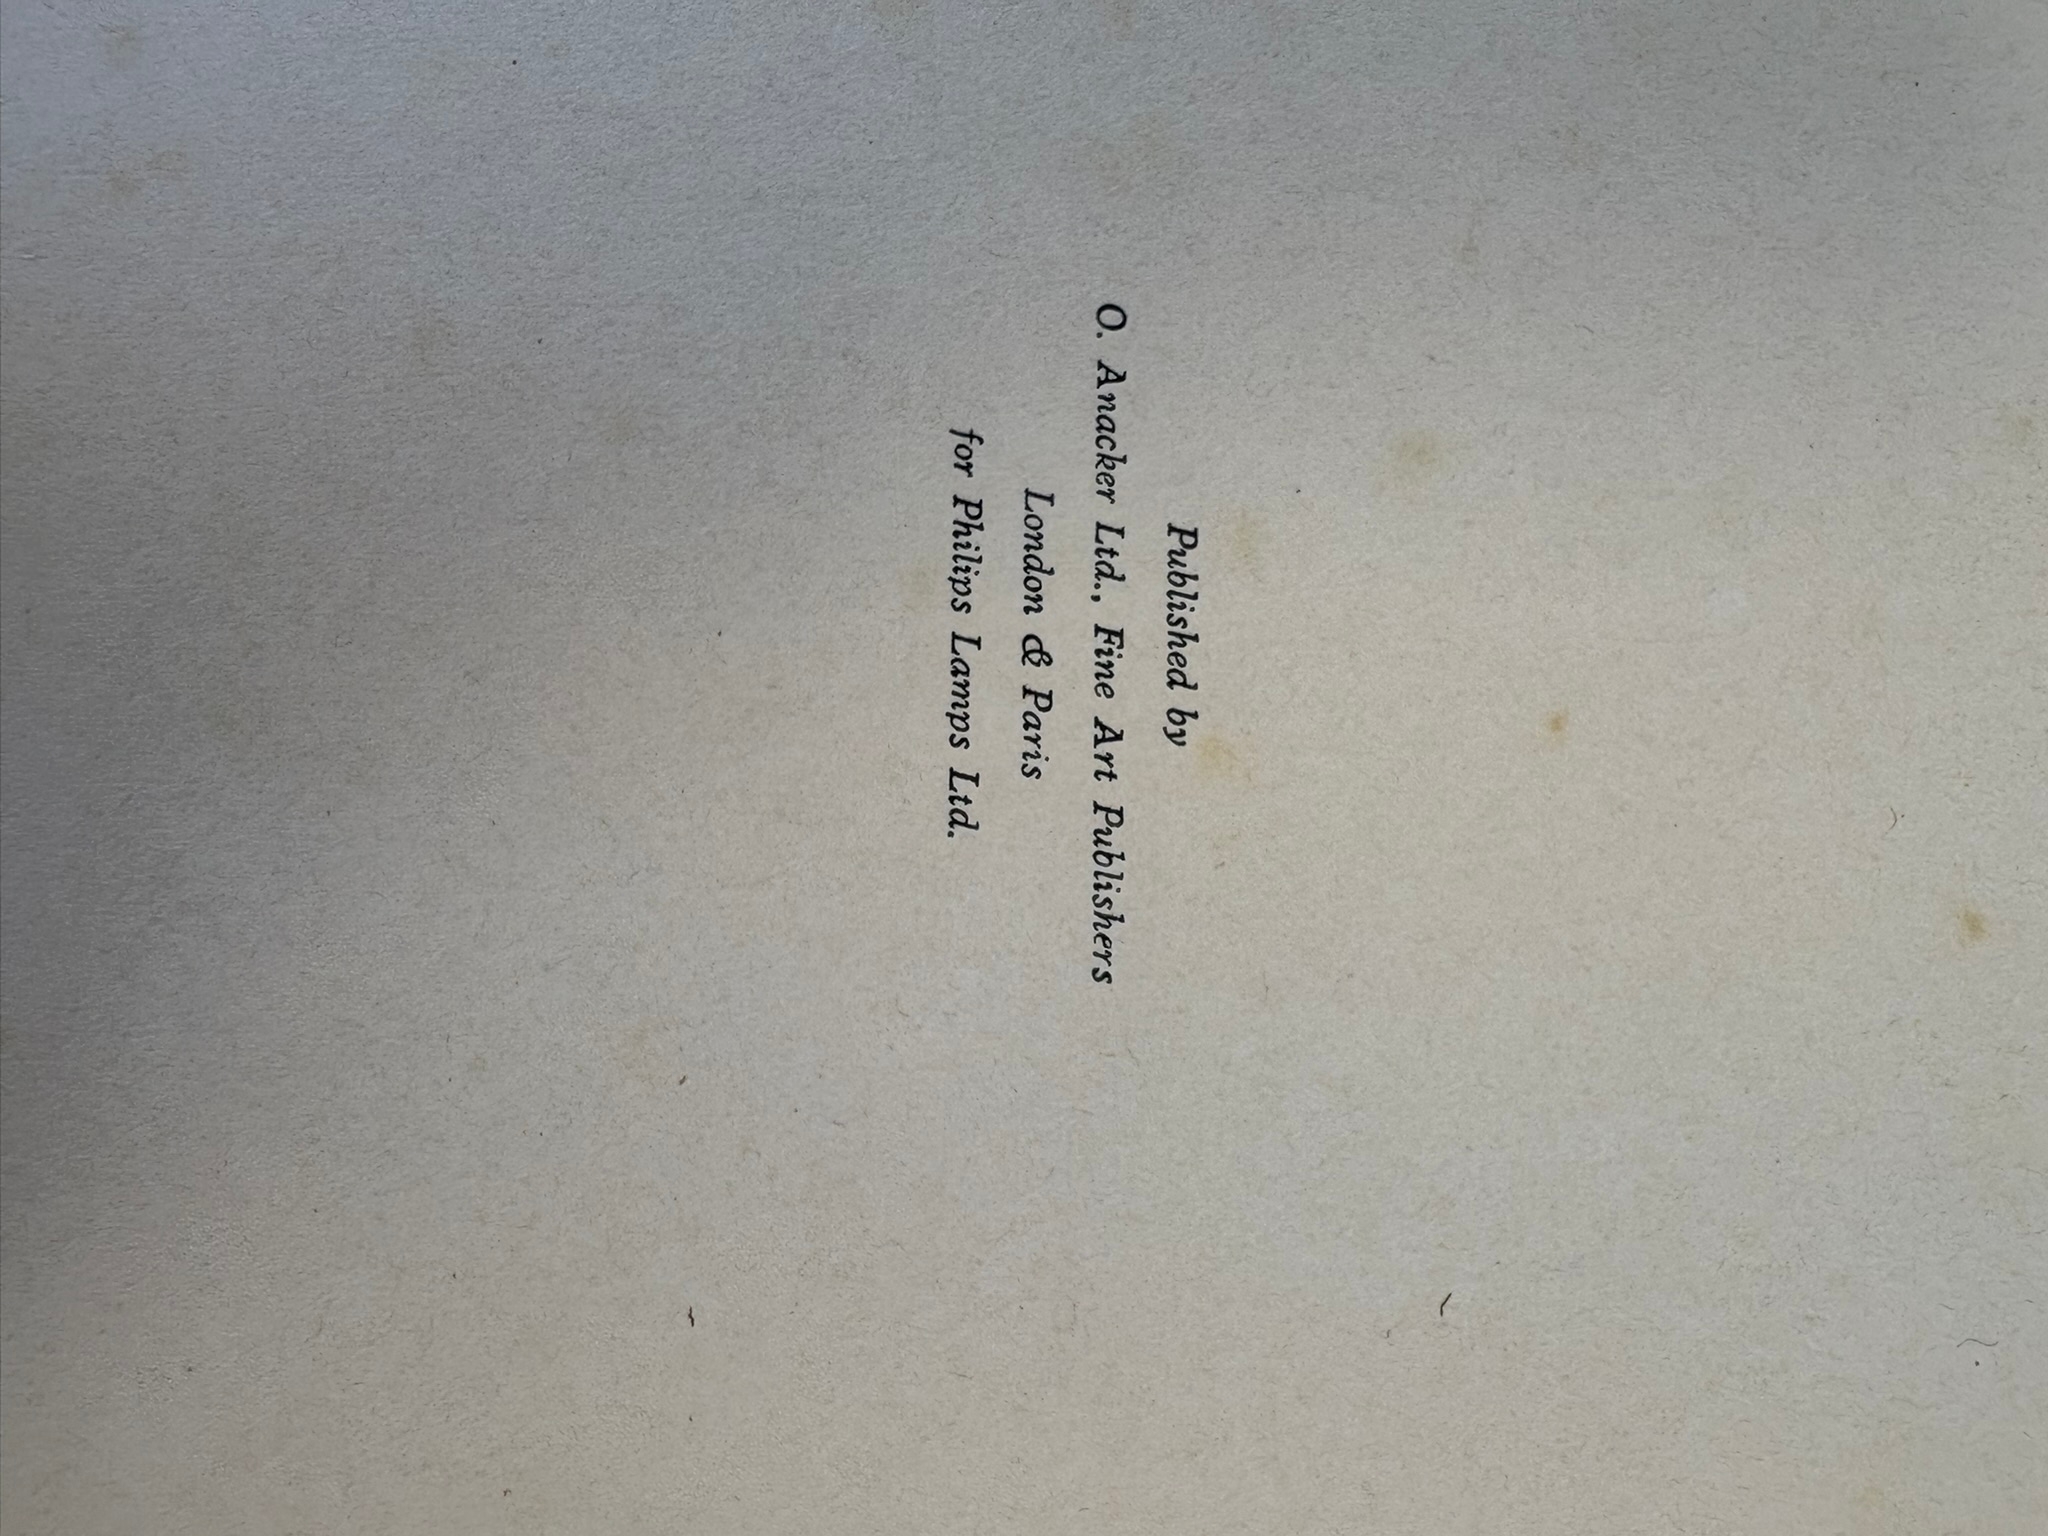 Published by
O. Anacker Ltd., Fine Art Publishers
London & Paris
for Philips Lamps Ltd.